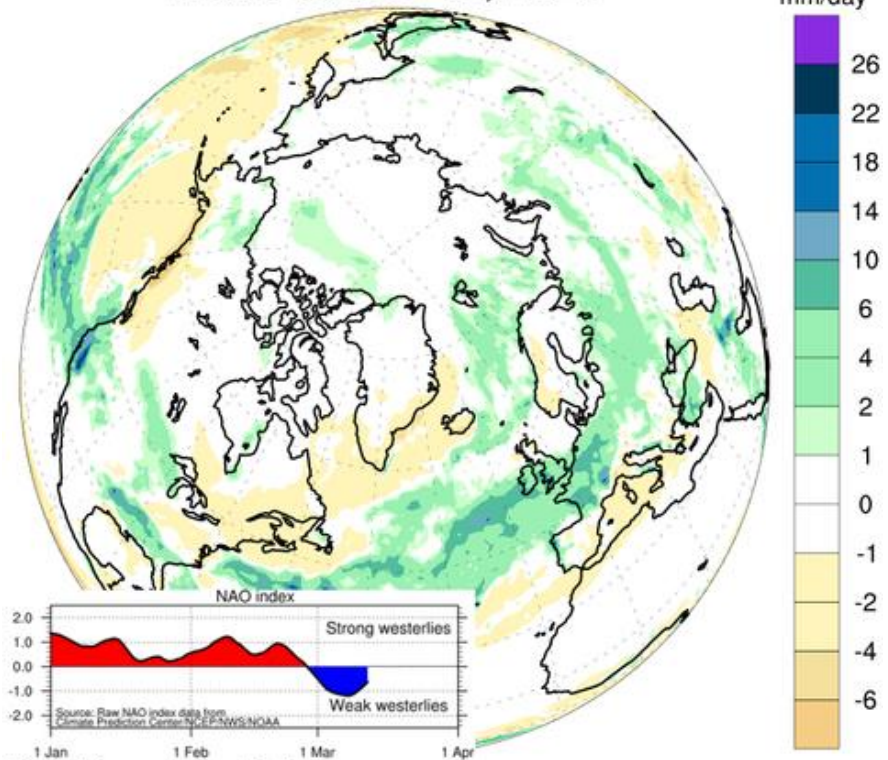 mm/day
26
22
18
14
10
6
4
2
1
0
-1
-2
-4
-6
NAO index
2.0
1.0
0.0
-1.0
-2.0
Strong westerlies
Weak westerlies
Source: Raw NAO index data from
Climate Prediction Center/NCEP/NWS/NOAA
1 Jan 1 Feb 1 Mar 1 Apr